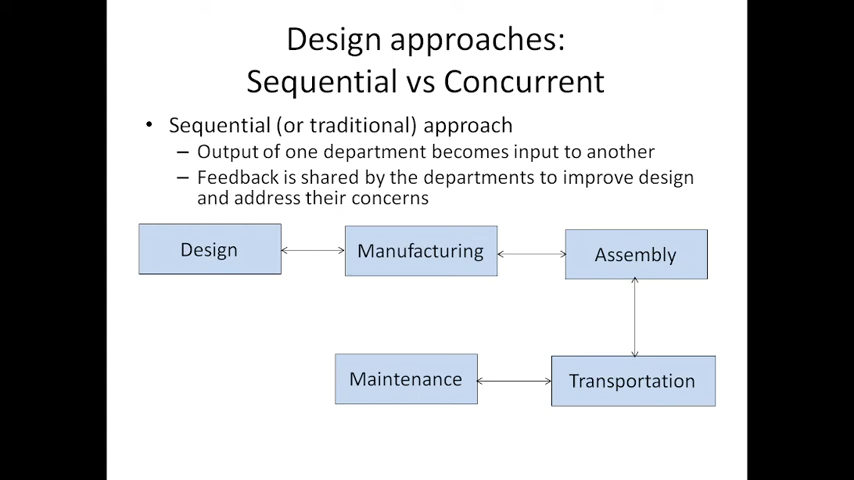 Design approaches:
Sequential vs Concurrent
• Sequential (or traditional) approach
– Output of one department becomes input to another
– Feedback is shared by the departments to improve design
and address their concerns
Design
Manufacturing
Assembly
Maintenance
Transportation